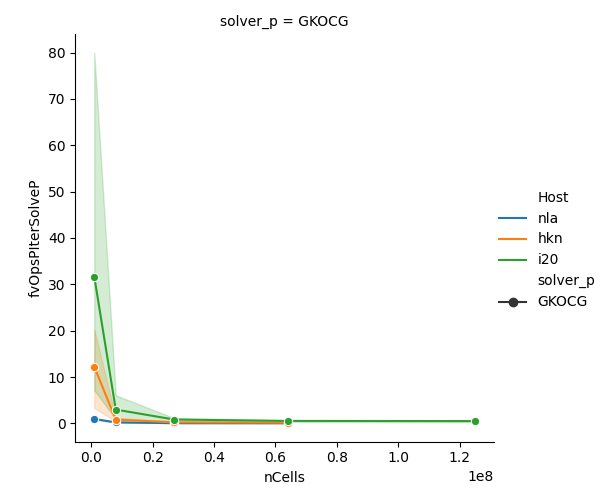 solver_p = GKOCG
80
70
60
50
40
30
20
10
0
fvOpsPIterSolveP
0.0 0.2 0.4 0.6 0.8 1.0 1.2
1e8
nCells
Host
nla
hkn
i20
solver_p
GKOCG